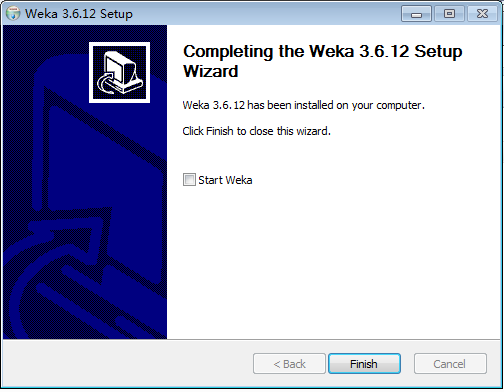 Weka 3.6.12 Setup
Completing the Weka 3.6.12 Setup
Wizard
Weka 3.6.12 has been installed on your computer.
Click Finish to close this wizard.
Start Weka
< Back
Finish
Cancel